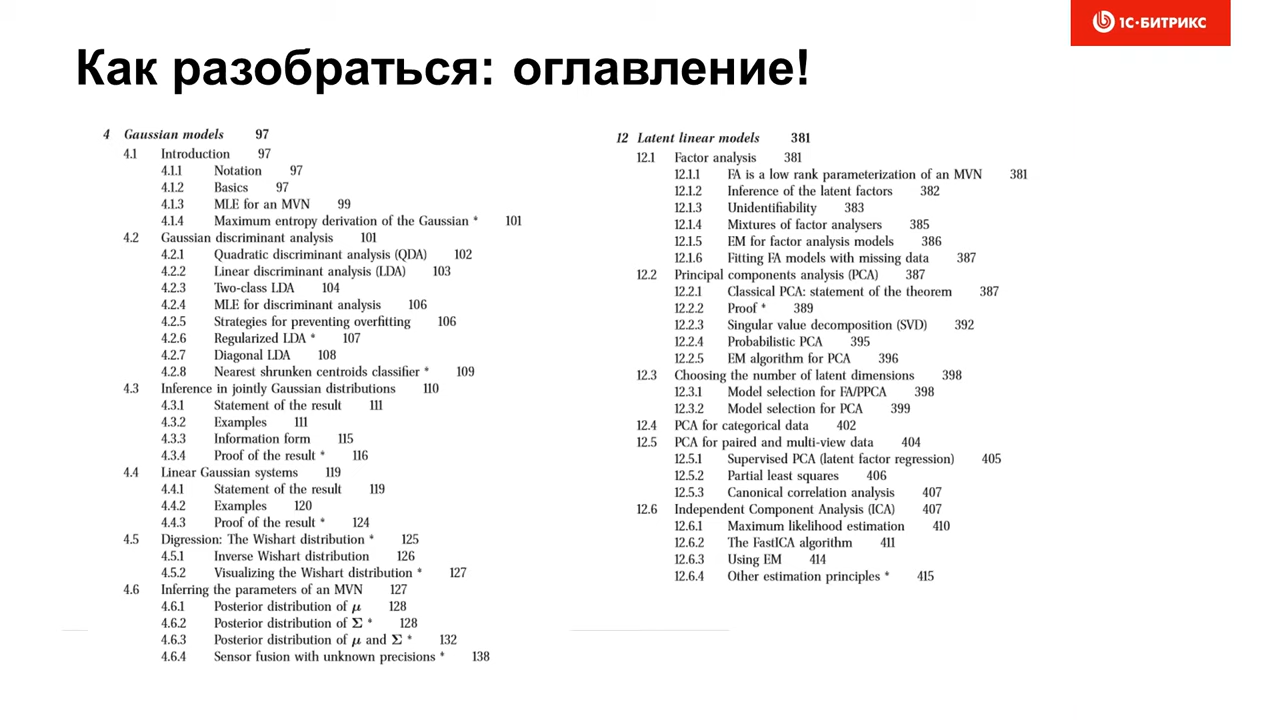 1С-БИТРИКС
Как разобраться: оглавление!
4 Gaussian models 97
4.1 Introduction 97
4.1.1 Notation 97
4.1.2 Basics 97
4.1.3 MLE for an MVN 99
4.1.4 Maximum entropy derivation of the Gaussian * 101
4.2 Gaussian discriminant analysis 101
4.2.1 Quadratic discriminant analysis (QDA) 102
4.2.2 Linear discriminant analysis (LDA) 103
4.2.3 Two-class LDA 104
4.2.4 MLE for discriminant analysis 106
4.2.5 Strategies for preventing overfitting 106
4.2.6 Regularized LDA * 107
4.2.7 Diagonal LDA 108
4.2.8 Nearest shrunken centroids classifier * 109
4.3 Inference in jointly Gaussian distributions 110
4.3.1 Statement of the result 111
4.3.2 Examples 111
4.3.3 Information form 115
4.3.4 Proof of the result * 116
4.4 Linear Gaussian systems 119
4.4.1 Statement of the result 119
4.4.2 Examples 120
4.4.3 Proof of the result * 124
4.5 Digression: The Wishart distribution * 125
4.5.1 Inverse Wishart distribution 126
4.5.2 Visualizing the Wishart distribution * 127
4.6 Inferring the parameters of an MVN 127
4.6.1 Posterior distribution of μ 128
4.6.2 Posterior distribution of Σ * 128
4.6.3 Posterior distribution of μ and Σ * 132
4.6.4 Sensor fusion with unknown precisions * 138
12 Latent linear models 381
12.1 Factor analysis 381
12.1.1 FA is a low rank parameterization of an MVN 381
12.1.2 Inference of the latent factors 382
12.1.3 Unidentifiability 383
12.1.4 Mixtures of factor analysers 385
12.1.5 EM for factor analysis models 386
12.1.6 Fitting FA models with missing data 387
12.2 Principal components analysis (PCA) 387
12.2.1 Classical PCA: statement of the theorem 387
12.2.2 Proof * 389
12.2.3 Singular value decomposition (SVD) 392
12.2.4 Probabilistic PCA 395
12.2.5 EM algorithm for PCA 396
12.3 Choosing the number of latent dimensions 398
12.3.1 Model selection for FA/PPCA 398
12.3.2 Model selection for PCA 399
12.4 PCA for categorical data 402
12.5 PCA for paired and multi-view data 404
12.5.1 Supervised PCA (latent factor regression) 405
12.5.2 Partial least squares 406
12.5.3 Canonical correlation analysis 407
12.6 Independent Component Analysis (ICA) 407
12.6.1 Maximum likelihood estimation 410
12.6.2 The FastICA algorithm 411
12.6.3 Using EM 414
12.6.4 Other estimation principles * 415